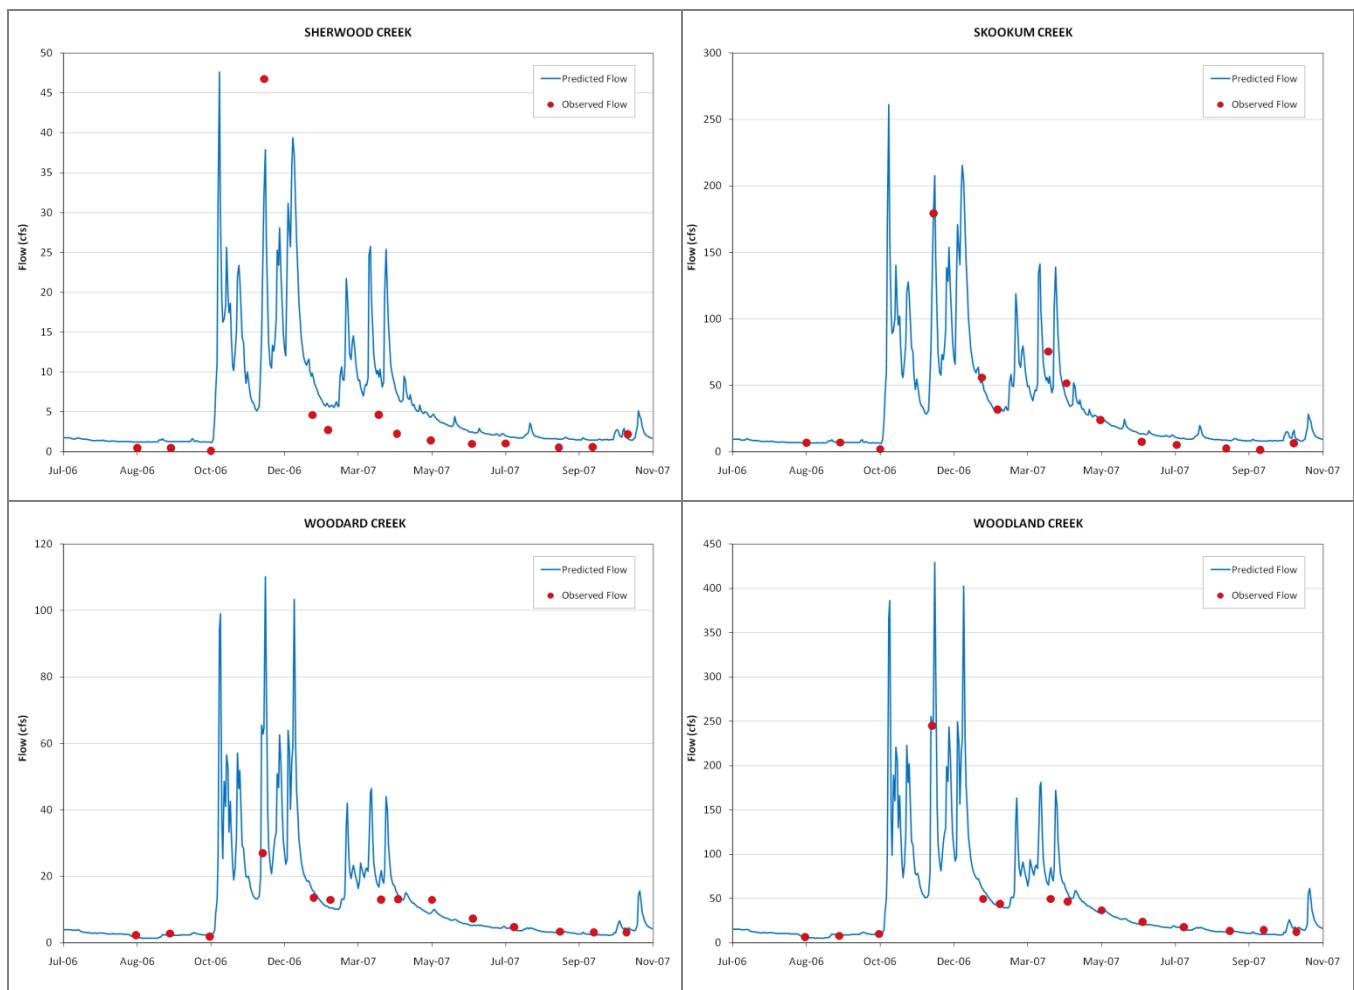 SHERWOOD CREEK
50
45
40
35
30
25
20
15
10
5
0
Flow (cfs)
Predicted Flow
Observed Flow
Jul-06 Aug-06 Oct-06 Dec-06 Mar-07 May-07 Jul-07 Sep-07 Nov-07
SKOOKUM CREEK
300
250
200
150
100
50
0
Flow (cfs)
Predicted Flow
Observed Flow
Jul-06 Aug-06 Oct-06 Dec-06 Mar-07 May-07 Jul-07 Sep-07 Nov-07
WOODARD CREEK
120
100
80
60
40
20
0
Flow (cfs)
Predicted Flow
Observed Flow
Jul-06 Aug-06 Oct-06 Dec-06 Mar-07 May-07 Jul-07 Sep-07 Nov-07
WOODLAND CREEK
450
400
350
300
250
200
150
100
50
0
Flow (cfs)
Predicted Flow
Observed Flow
Jul-06 Aug-06 Oct-06 Dec-06 Mar-07 May-07 Jul-07 Sep-07 Nov-07